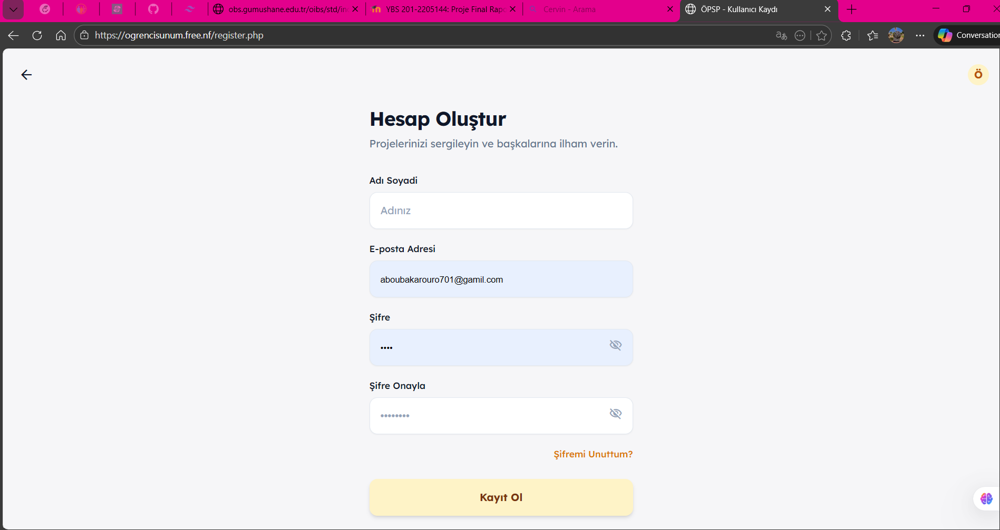 obs.gumushane.edu.tr/oibs/std/in
YBS 201-2205144: Proje Final Rapo
Cervin - Arama
ÖPSP - Kullanıcı Kaydı
https://ogrencisunum.free.nf/register.php
Conversation
Ö
Hesap Oluştur
Projelerinizi sergileyin ve başkalarına ilham verin.
Adı Soyadi
Adınız
E-posta Adresi
aboubakarouro701@gamil.com
Şifre
••••
Şifre Onayla
••••••••
Şifremi Unuttum?
Kayıt Ol